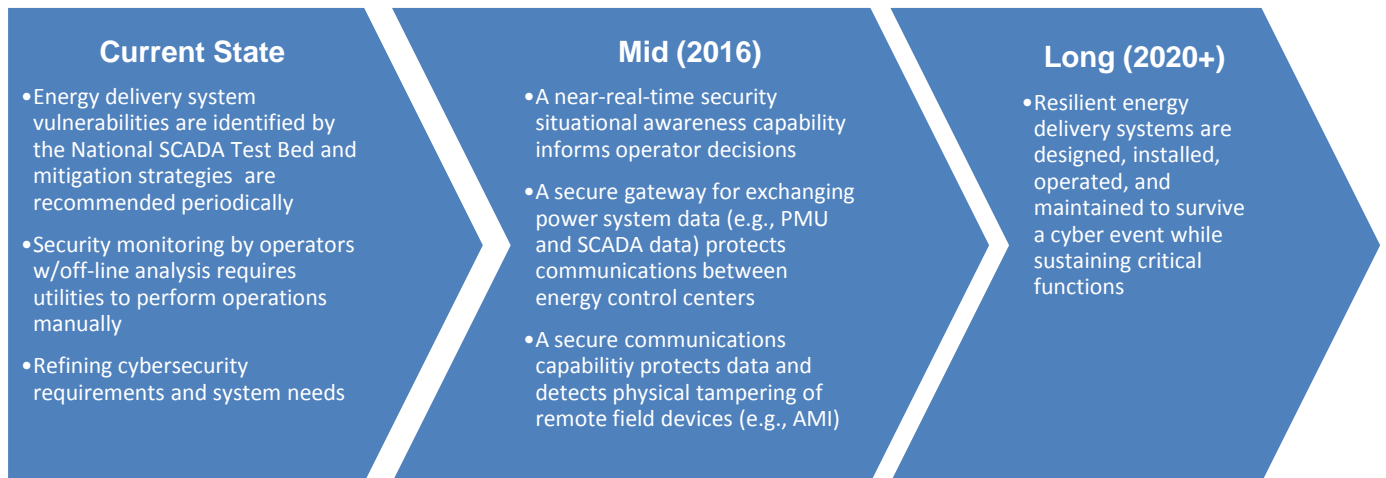 Current State
•Energy delivery system
vulnerabilities are identified by
the National SCADA Test Bed and
mitigation strategies are
recommended periodically
•Security monitoring by operators
w/off-line analysis requires
utilities to perform operations
manually
•Refining cybersecurity
requirements and system needs
Mid (2016)
•A near-real-time security
situational awareness capability
informs operator decisions
•A secure gateway for exchanging
power system data (e.g., PMU
and SCADA data) protects
communications between
energy control centers
•A secure communications
capabilitiy protects data and
detects physical tampering of
remote field devices (e.g., AMI)
Long (2020+)
•Resilient energy
delivery systems are
designed, installed,
operated, and
maintained to survive
a cyber event while
sustaining critical
functions